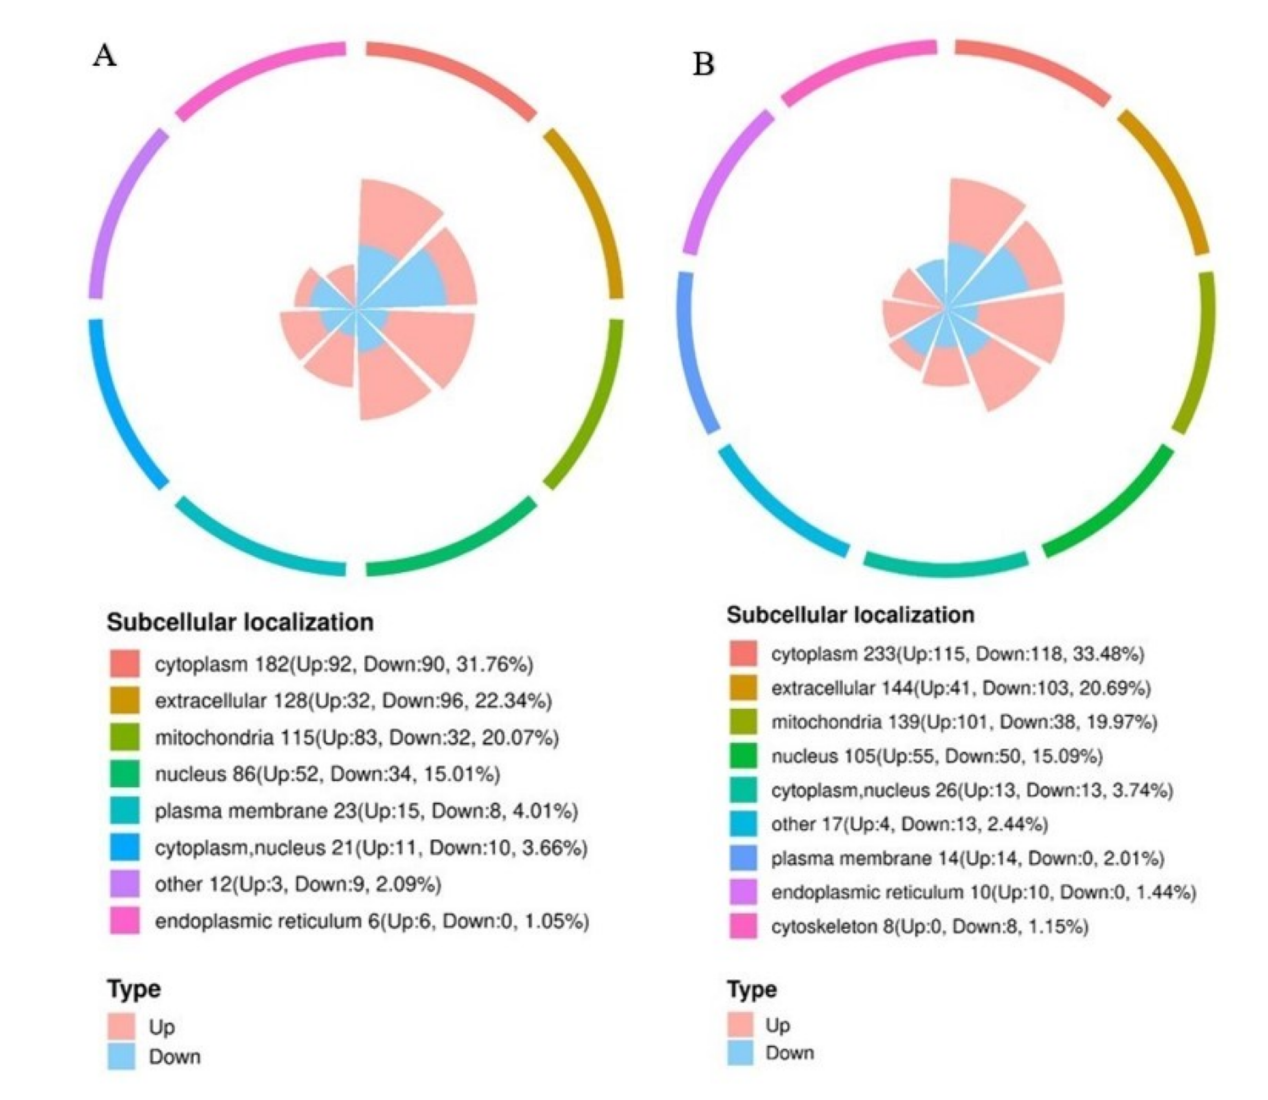 A
B
Subcellular localization
cytoplasm 182(Up:92, Down:90, 31.76%)
extracellular 128(Up:32, Down:96, 22.34%)
mitochondria 115(Up:83, Down:32, 20.07%)
nucleus 86(Up:52, Down:34, 15.01%)
plasma membrane 23(Up:15, Down:8, 4.01%)
cytoplasm,nucleus 21(Up:11, Down:10, 3.66%)
other 12(Up:3, Down:9, 2.09%)
endoplasmic reticulum 6(Up:6, Down:0, 1.05%)
Type
Up
Down
Subcellular localization
cytoplasm 233(Up:115, Down:118, 33.48%)
extracellular 144(Up:41, Down:103, 20.69%)
mitochondria 139(Up:101, Down:38, 19.97%)
nucleus 105(Up:55, Down:50, 15.09%)
cytoplasm,nucleus 26(Up:13, Down:13, 3.74%)
other 17(Up:4, Down:13, 2.44%)
plasma membrane 14(Up:14, Down:0, 2.01%)
endoplasmic reticulum 10(Up:10, Down:0, 1.44%)
cytoskeleton 8(Up:0, Down:8, 1.15%)
Type
Up
Down